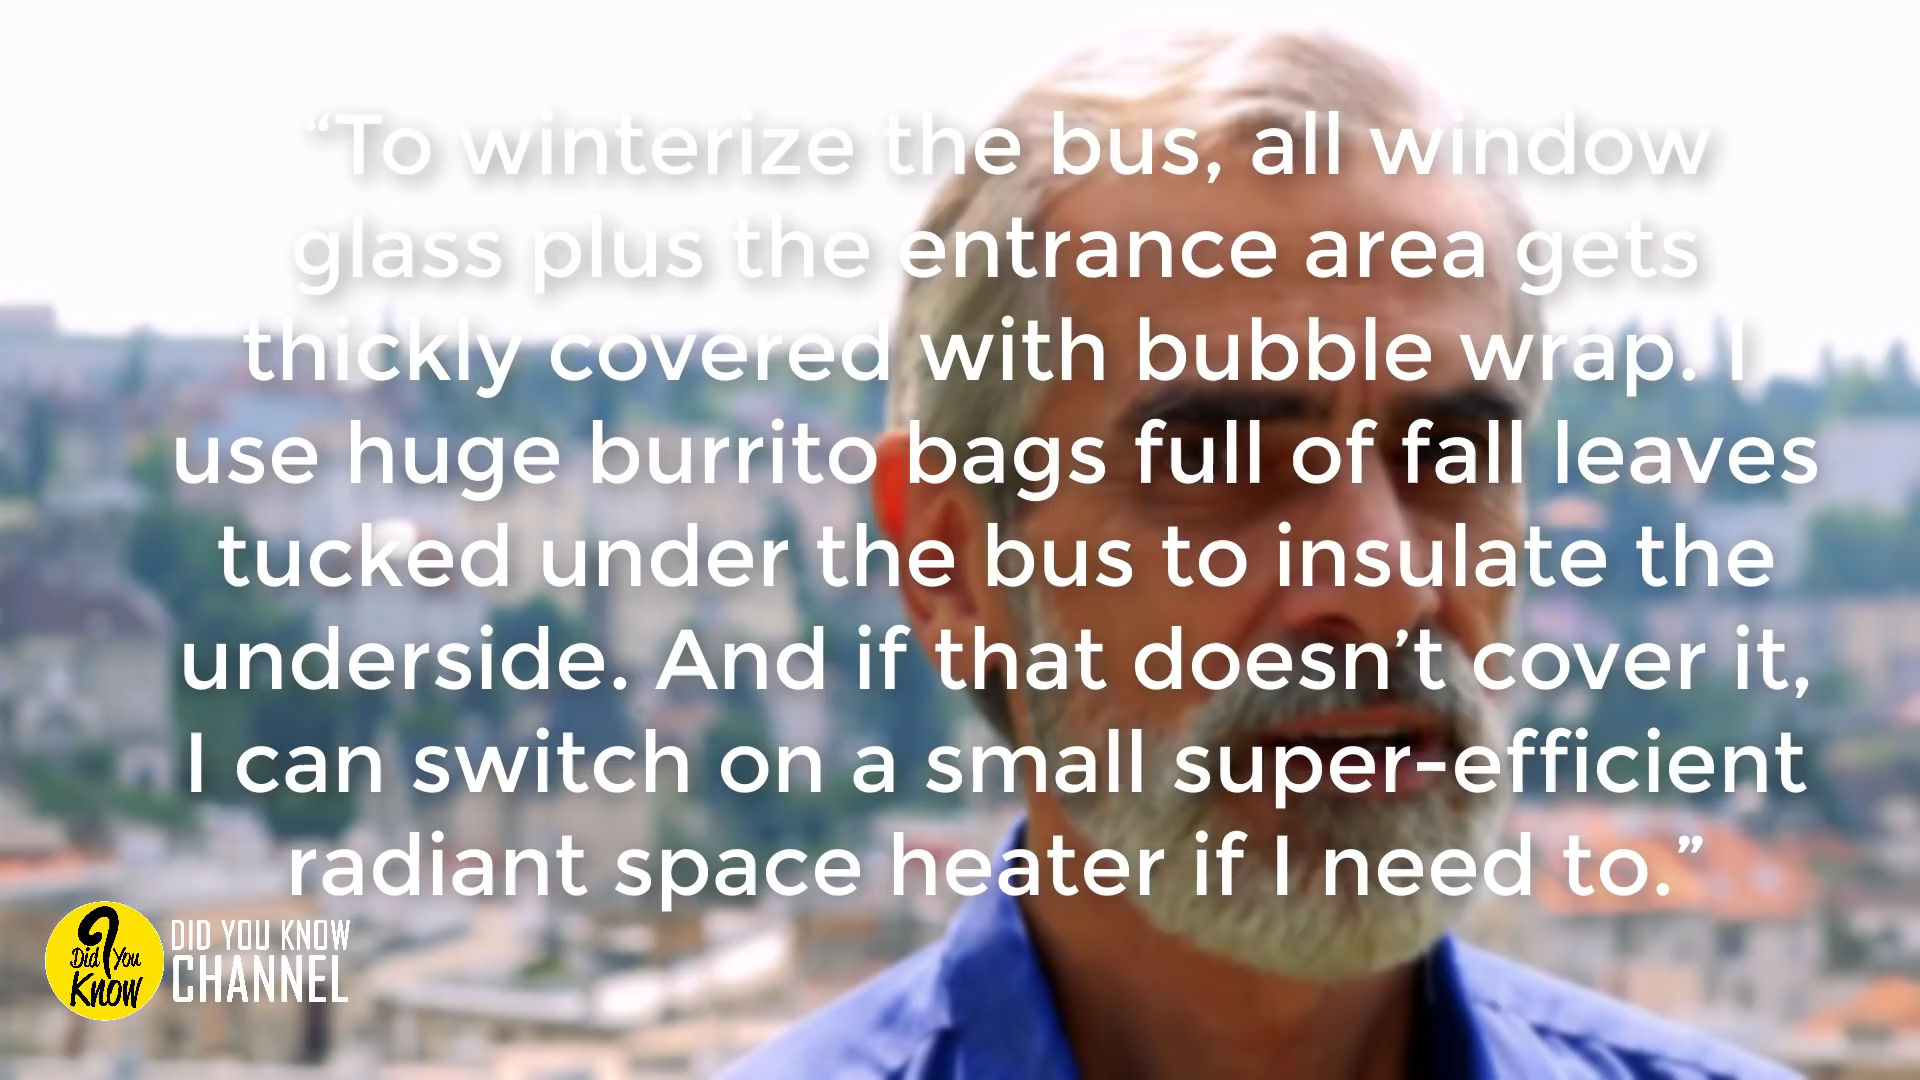 “To winterize the bus, all window
glass plus the entrance area gets
thickly covered with bubble wrap. I
use huge burrito bags full of fall leaves
tucked under the bus to insulate the
underside. And if that doesn’t cover it,
I can switch on a small super-efficient
radiant space heater if I need to.”
Did You
Know
DID YOU KNOW
CHANNEL